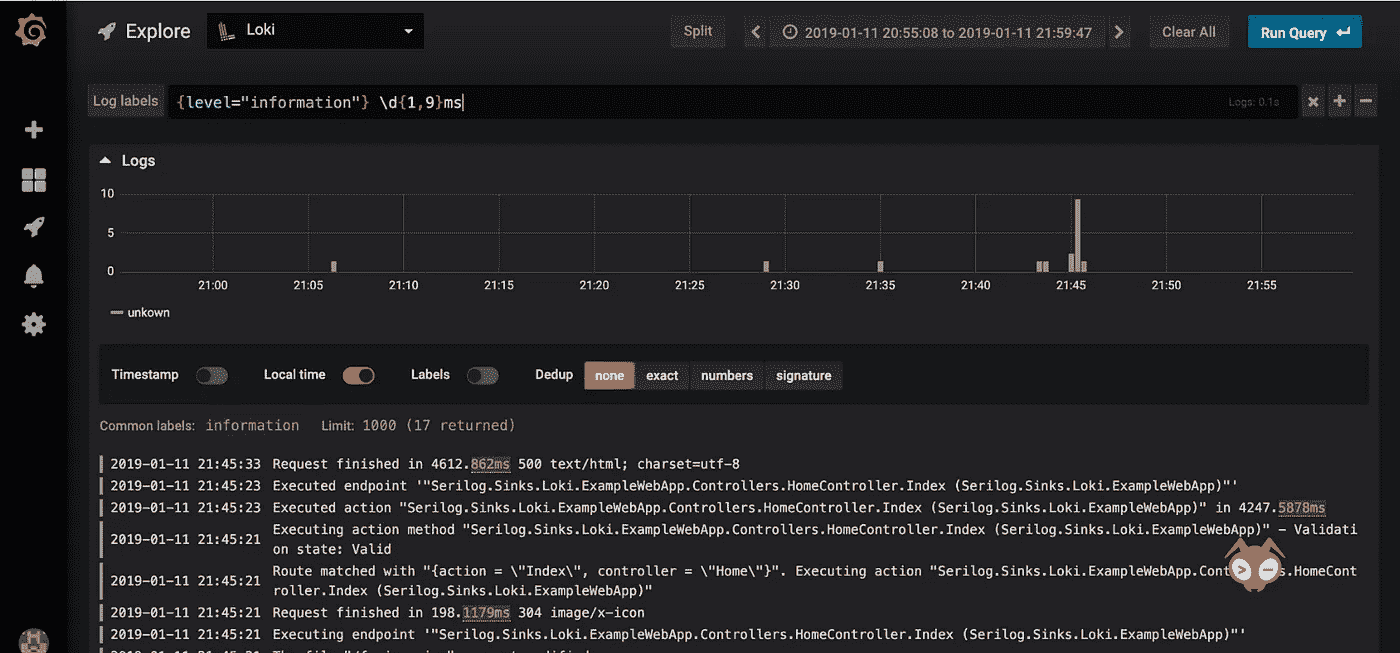 Explore
Loki
Split
2019-01-11 20:55:08 to 2019-01-11 21:59:47
Clear All
Run Query
Log labels
{level="information"} \d{1,9}ms
Logs: 0.1s
Logs
10
5
0
21:00 21:05 21:10 21:15 21:20 21:25 21:30 21:35 21:40 21:45 21:50 21:55
unkown
Timestamp Local time Labels Dedup none exact numbers signature
Common labels: information Limit: 1000 (17 returned)
2019-01-11 21:45:33 Request finished in 4612.862ms 500 text/html; charset=utf-8
2019-01-11 21:45:23 Executed endpoint '"Serilog.Sinks.Loki.ExampleWebApp.Controllers.HomeController.Index (Serilog.Sinks.Loki.ExampleWebApp)"'
2019-01-11 21:45:23 Executed action "Serilog.Sinks.Loki.ExampleWebApp.Controllers.HomeController.Index (Serilog.Sinks.Loki.ExampleWebApp)" in 4247.5878ms
2019-01-11 21:45:21 Executing action method "Serilog.Sinks.Loki.ExampleWebApp.Controllers.HomeController.Index (Serilog.Sinks.Loki.ExampleWebApp)" - Validati
on state: Valid
2019-01-11 21:45:21 Route matched with "{action = \"Index\", controller = \"Home\"}". Executing action "Serilog.Sinks.Loki.ExampleWebApp.Cont s.HomeCont
roller.Index (Serilog.Sinks.Loki.ExampleWebApp)"
2019-01-11 21:45:21 Request finished in 198.1179ms 304 image/x-icon
2019-01-11 21:45:21 Executing endpoint '"Serilog.Sinks.Loki.ExampleWebApp.Controllers.HomeController.Index (Serilog.Sinks.Loki.ExampleWebApp)"'